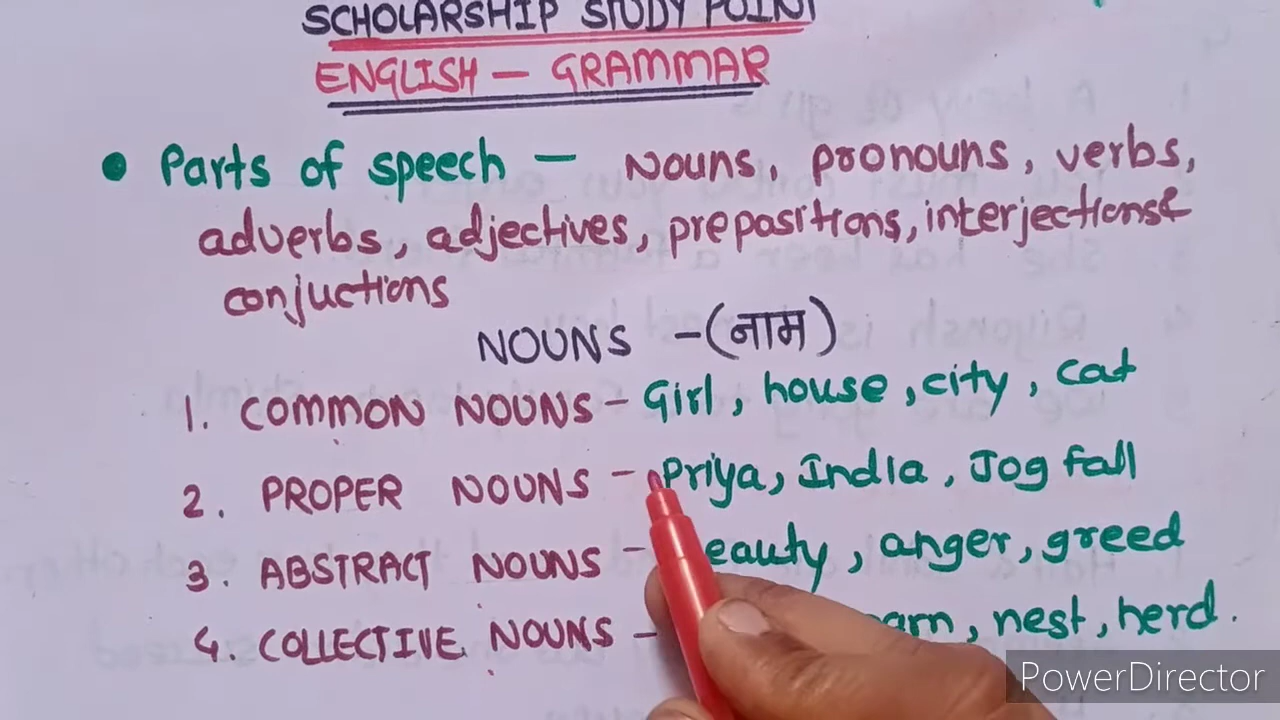 SCHOLARSHIP STUDY POINT
ENGLISH - GRAMMAR
• Parts of speech - Nouns, pronouns, verbs,
adverbs, adjectives, prepositions, interjections &
conjuctions
NOUNS - (नाम)
1. COMMON NOUNS - Girl, house, city, cat
2. PROPER NOUNS - Priya, India, Jog fall
3. ABSTRACT NOUNS - eauty, anger, greed
4. COLLECTIVE NOUNS - nest, herd.
PowerDirector